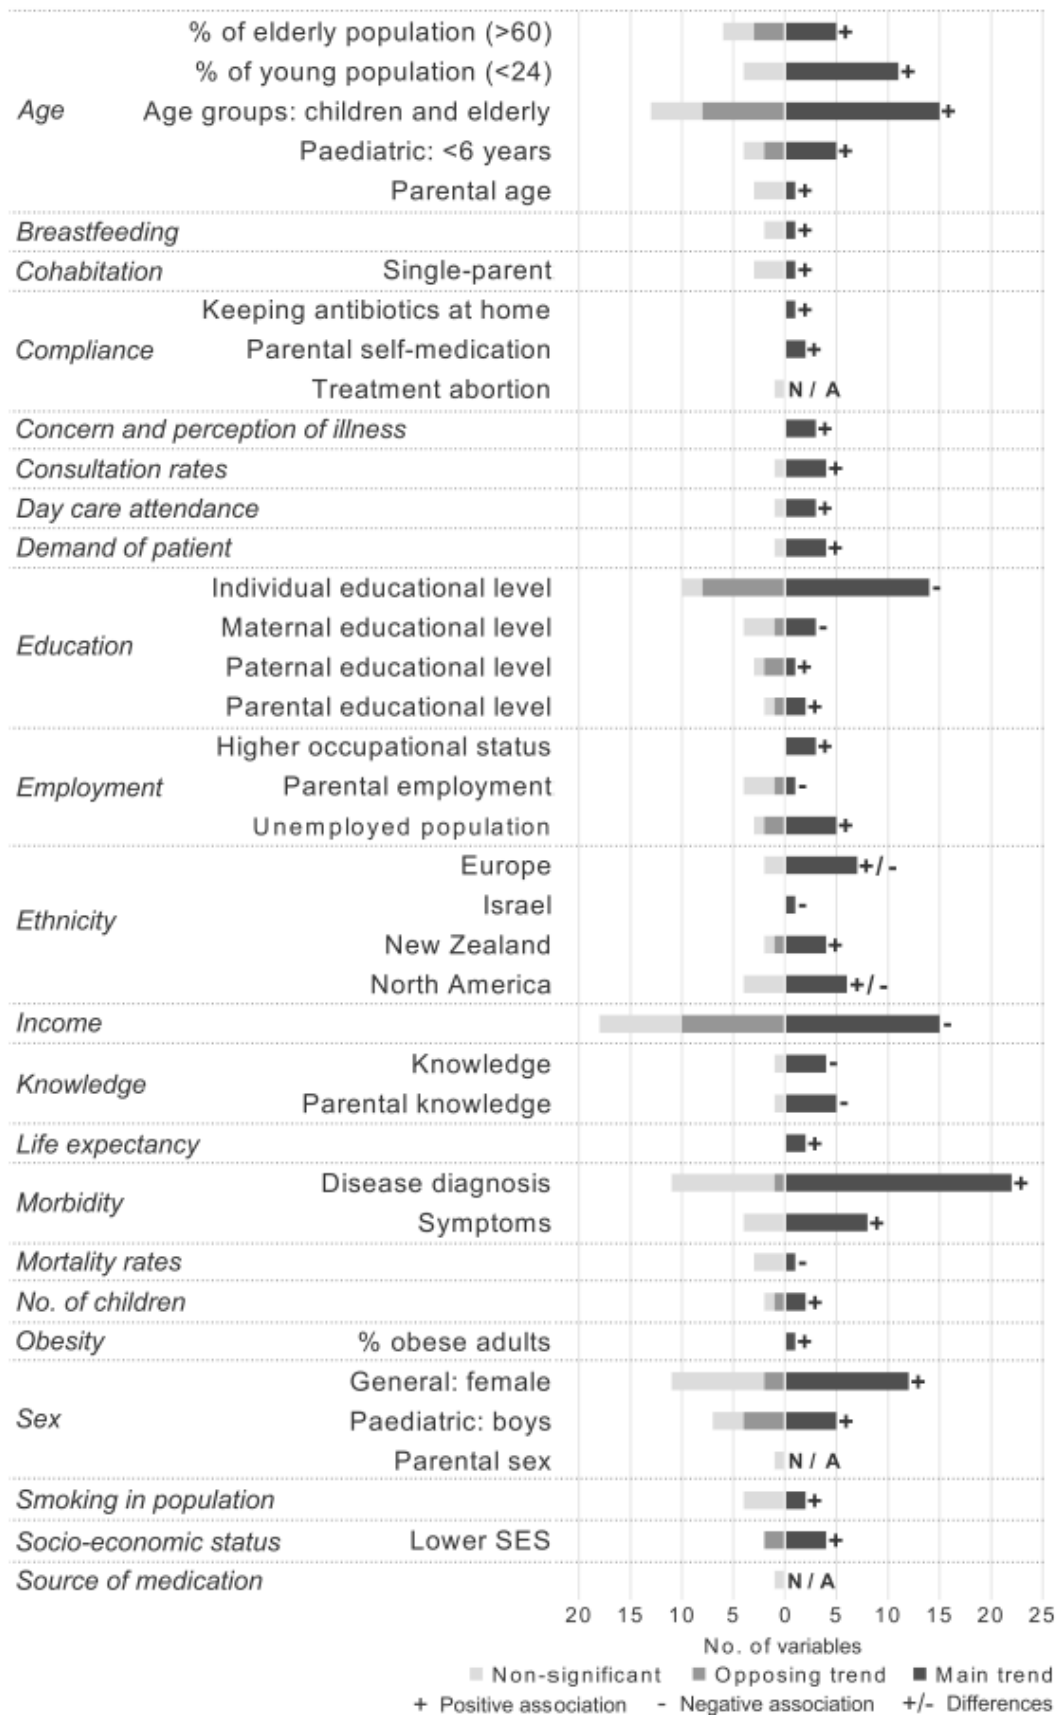 % of elderly population (>60) +
% of young population (<24) +
Age Age groups: children and elderly +
Paediatric: <6 years +
Parental age +
Breastfeeding +
Cohabitation Single-parent +
Keeping antibiotics at home +
Compliance Parental self-medication +
Treatment abortion N / A
Concern and perception of illness +
Consultation rates +
Day care attendance +
Demand of patient +
Individual educational level -
Maternal educational level -
Education
Paternal educational level +
Parental educational level +
Higher occupational status +
Employment Parental employment -
Unemployed population +
Europe +/-
Israel -
Ethnicity
New Zealand +
North America +/-
Income -
Knowledge -
Knowledge
Parental knowledge -
Life expectancy +
Disease diagnosis +
Morbidity
Symptoms +
Mortality rates -
No. of children +
Obesity % obese adults +
General: female +
Sex Paediatric: boys +
Parental sex N / A
Smoking in population +
Socio-economic status Lower SES +
Source of medication N / A
20 15 10 5 0 5 10 15 20 25
No. of variables
Non-significant Opposing trend Main trend
+ Positive association - Negative association +/- Differences